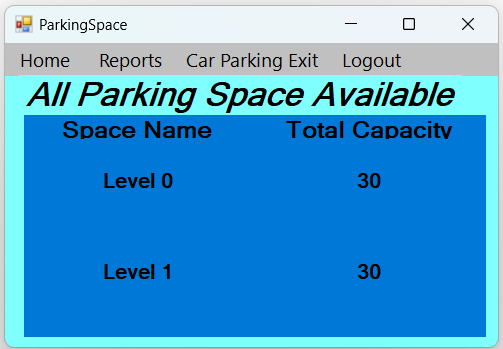 ParkingSpace
Home Reports Car Parking Exit Logout
All Parking Space Available
Space Name Total Capacity
Level 0 30
Level 1 30